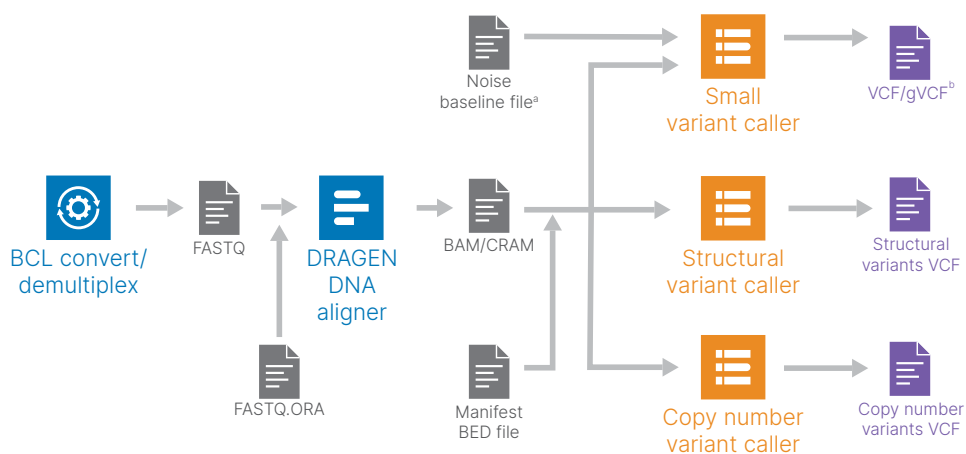 Noise
baseline fileᵃ
Small
variant caller
VCF/gVCFᵇ
BCL convert/
demultiplex
FASTQ
DRAGEN
DNA
aligner
BAM/CRAM
Structural
variant caller
Structural
variants VCF
FASTQ.ORA
Manifest
BED file
Copy number
variant caller
Copy number
variants VCF